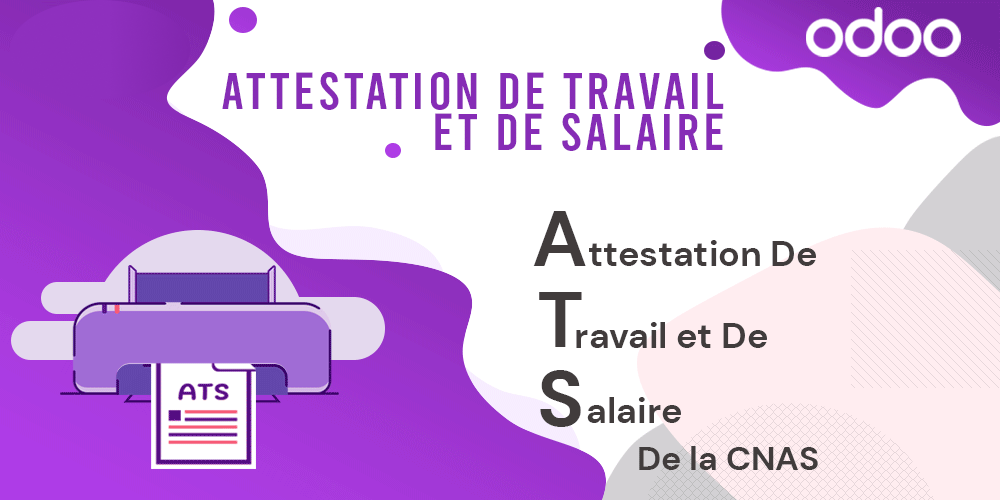 odoo
ATTESTATION DE TRAVAIL
ET DE SALAIRE
Attestation De
Travail et De
Salaire
De la CNAS
ATS